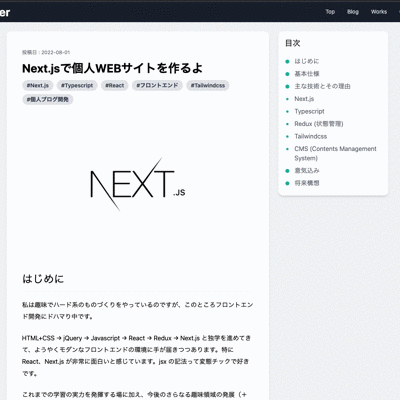 er
Top Blog Works
投稿日 : 2022-08-01
Next.jsで個人WEBサイトを作るよ
#Next.js #Typescript #React #フロントエンド #Tailwindcss
#個人ブログ開発
NEXT.JS
はじめに
私は趣味でハード系のものづくりをやっているのですが、このところフロントエン
ド開発にドハマり中です。
HTML+CSS → jQuery → Javascript → React → Redux → Next.js と独学を進めてき
て、ようやくモダンなフロントエンドの環境に手が届きつつあります。特に
React、Next.js が非常に面白いと感じています。jsx の記法って変態チックで好き
です。
これまでの学習の実力を発揮する場に加え、今後のさらなる趣味領域の発展（+
目次
はじめに
基本仕様
主な技術とその理由
Next.js
Typescript
Redux (状態管理)
Tailwindcss
CMS (Contents Management
System)
意気込み
将来構想